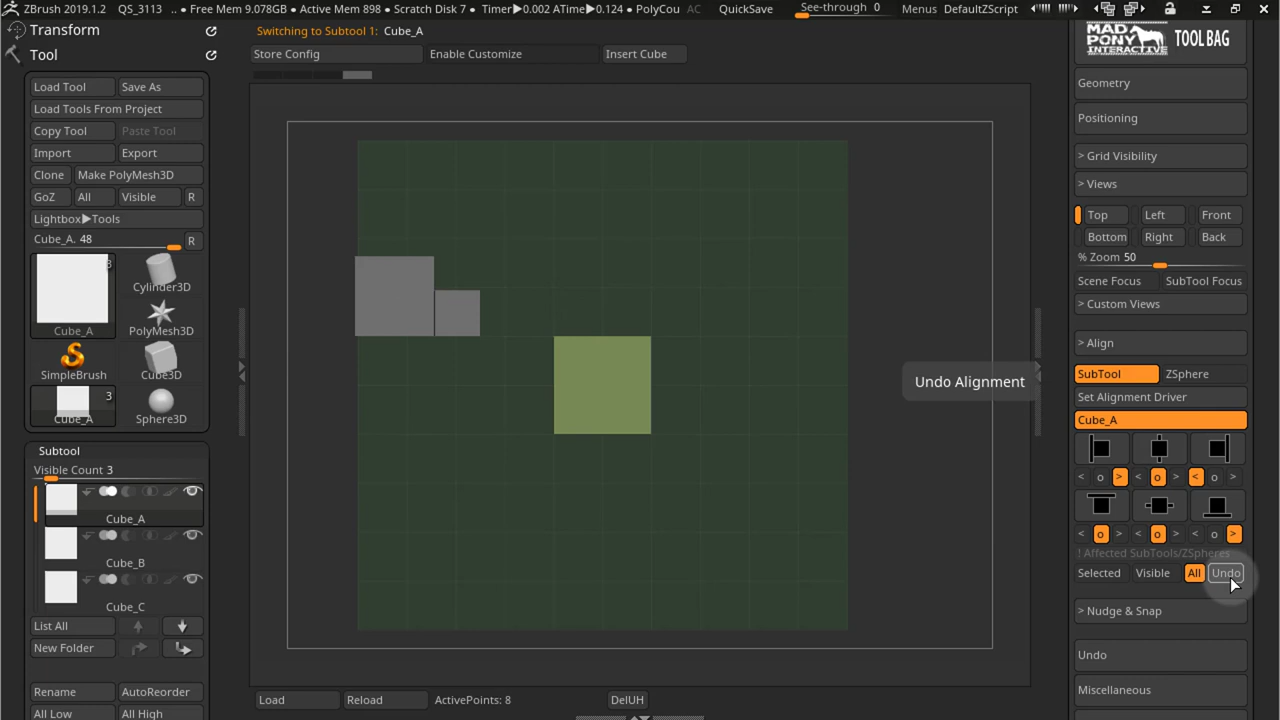 ZBrush 2019.1.2 QS_3113 .. • Free Mem 9.078GB • Active Mem 898 • Scratch Disk 7 • Timer▶0.002 ATime▶0.124 • PolyCou AC QuickSave See-through 0 Menus DefaultZScript
Transform
Tool
Load Tool Save As
Load Tools From Project
Copy Tool Paste Tool
Import Export
Clone Make PolyMesh3D
GoZ All Visible R
Lightbox▶Tools
Cube_A. 48 R
3
Cube_A
Cylinder3D
PolyMesh3D
SimpleBrush
Cube3D
3
Cube_A
Sphere3D
Subtool
Visible Count 3
Cube_A
Cube_B
Cube_C
List All
New Folder
Rename AutoReorder
All Low All High
Switching to Subtool 1: Cube_A
Store Config Enable Customize Insert Cube
Undo Alignment
Load Reload ActivePoints: 8 DelUH
MAD PONY INTERACTIVE TOOL BAG
Geometry
Positioning
> Grid Visibility
> Views
Top Left Front
Bottom Right Back
% Zoom 50
Scene Focus SubTool Focus
> Custom Views
> Align
SubTool ZSphere
Set Alignment Driver
Cube_A
< o > < o > < o >
< o > < o > < o >
! Affected SubTools/ZSpheres
Selected Visible All Undo
> Nudge & Snap
Undo
Miscellaneous